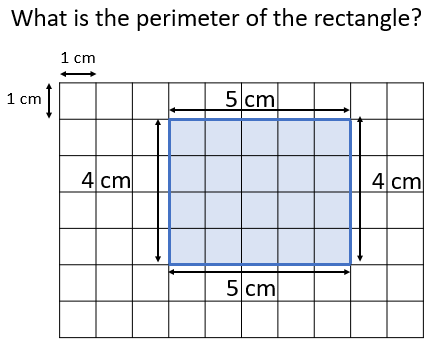 What is the perimeter of the rectangle?
1 cm
1 cm
5 cm
4 cm
4 cm
5 cm